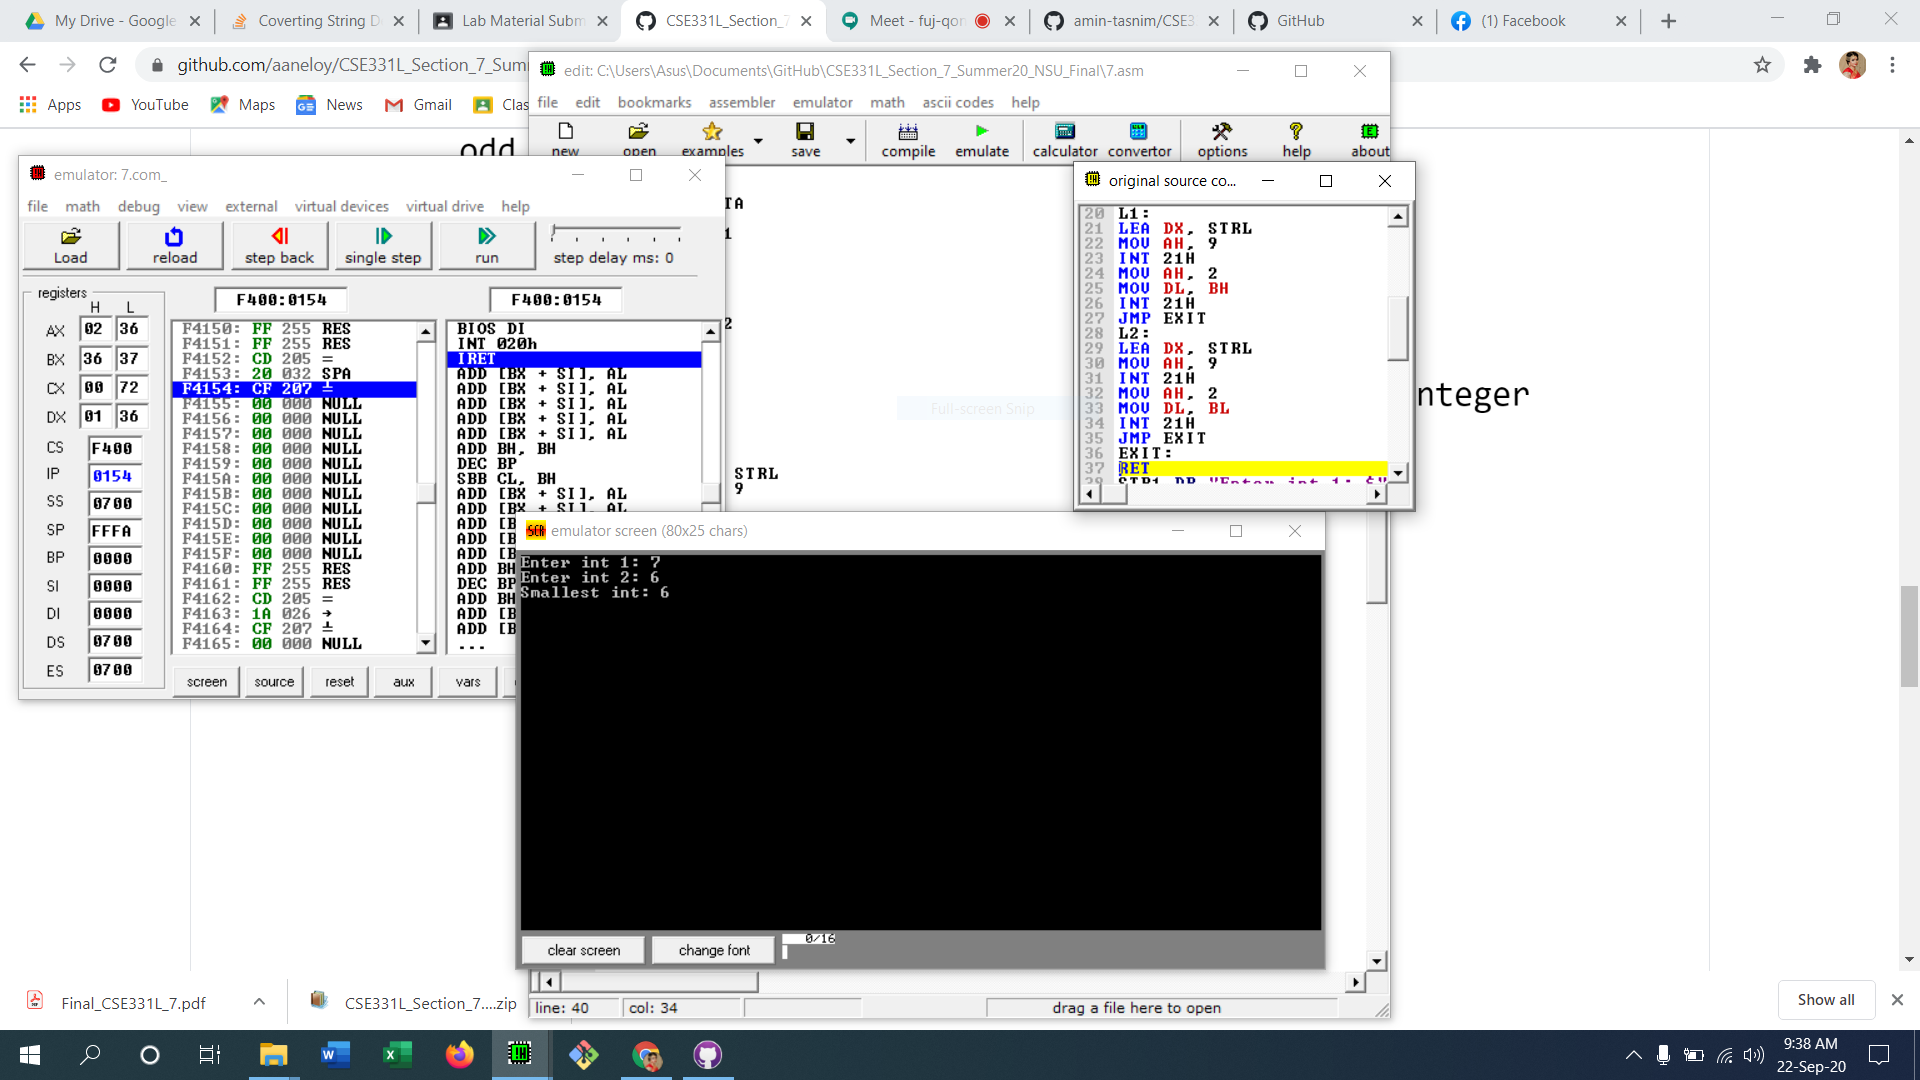 My Drive - Google
Coverting String D
Lab Material Subm
CSE331L_Section_7
Meet - fuj-qor
amin-tasnim/CSE3
GitHub
(1) Facebook
github.com/aaneloy/CSE331L_Section_7_Sum
Apps
YouTube
Maps
News
Gmail
Clas
odd
nteger
edit: C:\Users\Asus\Documents\GitHub\CSE331L_Section_7_Summer20_NSU_Final\7.asm
file edit bookmarks assembler emulator math ascii codes help
new open examples save compile emulate calculator convertor options help about
TA
1
2
STRL
9
Full-screen Snip
emulator: 7.com_
file math debug view external virtual devices virtual drive help
Load reload step back single step run step delay ms: 0
registers
H L
F400:0154
F400:0154
AX 02 36
BX 36 37
CX 00 72
DX 01 36
CS F400
IP 0154
SS 0700
SP FFFA
BP 0000
SI 0000
DI 0000
DS 0700
ES 0700
F4150: FF 255 RES
F4151: FF 255 RES
F4152: CD 205 =
F4153: 20 032 SPA
F4154: CF 207 ╧
F4155: 00 000 NULL
F4156: 00 000 NULL
F4157: 00 000 NULL
F4158: 00 000 NULL
F4159: 00 000 NULL
F415A: 00 000 NULL
F415B: 00 000 NULL
F415C: 00 000 NULL
F415D: 00 000 NULL
F415E: 00 000 NULL
F415F: 00 000 NULL
F4160: FF 255 RES
F4161: FF 255 RES
F4162: CD 205 =
F4163: 1A 026 →
F4164: CF 207 ╧
F4165: 00 000 NULL
BIOS DI
INT 020h
IRET
ADD [BX + SI], AL
ADD [BX + SI], AL
ADD [BX + SI], AL
ADD [BX + SI], AL
ADD [BX + SI], AL
ADD BH, BH
DEC BP
SBB CL, BH
ADD [BX + SI], AL
ADD [BX + SI], AL
ADD [B
ADD [B
ADD [B
ADD BH
DEC BP
ADD BH
ADD [B
ADD [B
...
screen source reset aux vars
original source co...
20 L1:
21 LEA DX, STRL
22 MOV AH, 9
23 INT 21H
24 MOV AH, 2
25 MOV DL, BH
26 INT 21H
27 JMP EXIT
28 L2:
29 LEA DX, STRL
30 MOV AH, 9
31 INT 21H
32 MOV AH, 2
33 MOV DL, BL
34 INT 21H
35 JMP EXIT
36 EXIT:
37 RET
38 STR1 DB "Enter int 1: $"
emulator screen (80x25 chars)
Enter int 1: 7
Enter int 2: 6
Smallest int: 6
clear screen change font 0/16
line: 40 col: 34 drag a file here to open
Final_CSE331L_7.pdf
CSE331L_Section_7....zip
Show all
9:38 AM
22-Sep-20